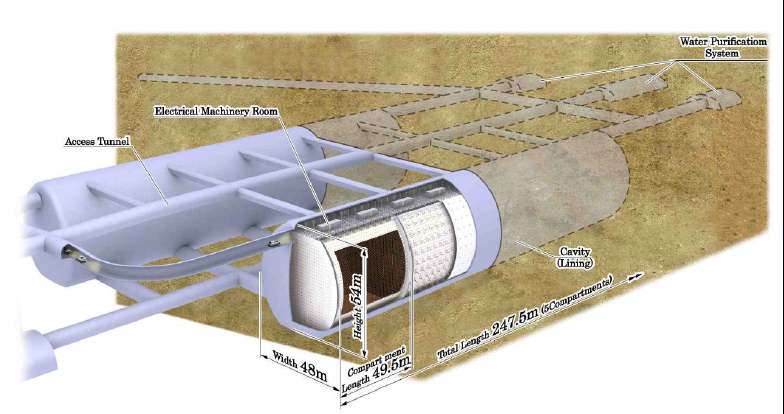 Water Purification
System
Electrical Machinery Room
Access Tunnel
Cavity
(Lining)
Height 54m
Total Length 247.5m (5Compartments)
Compart ment
Length 49.5m
Width 48m